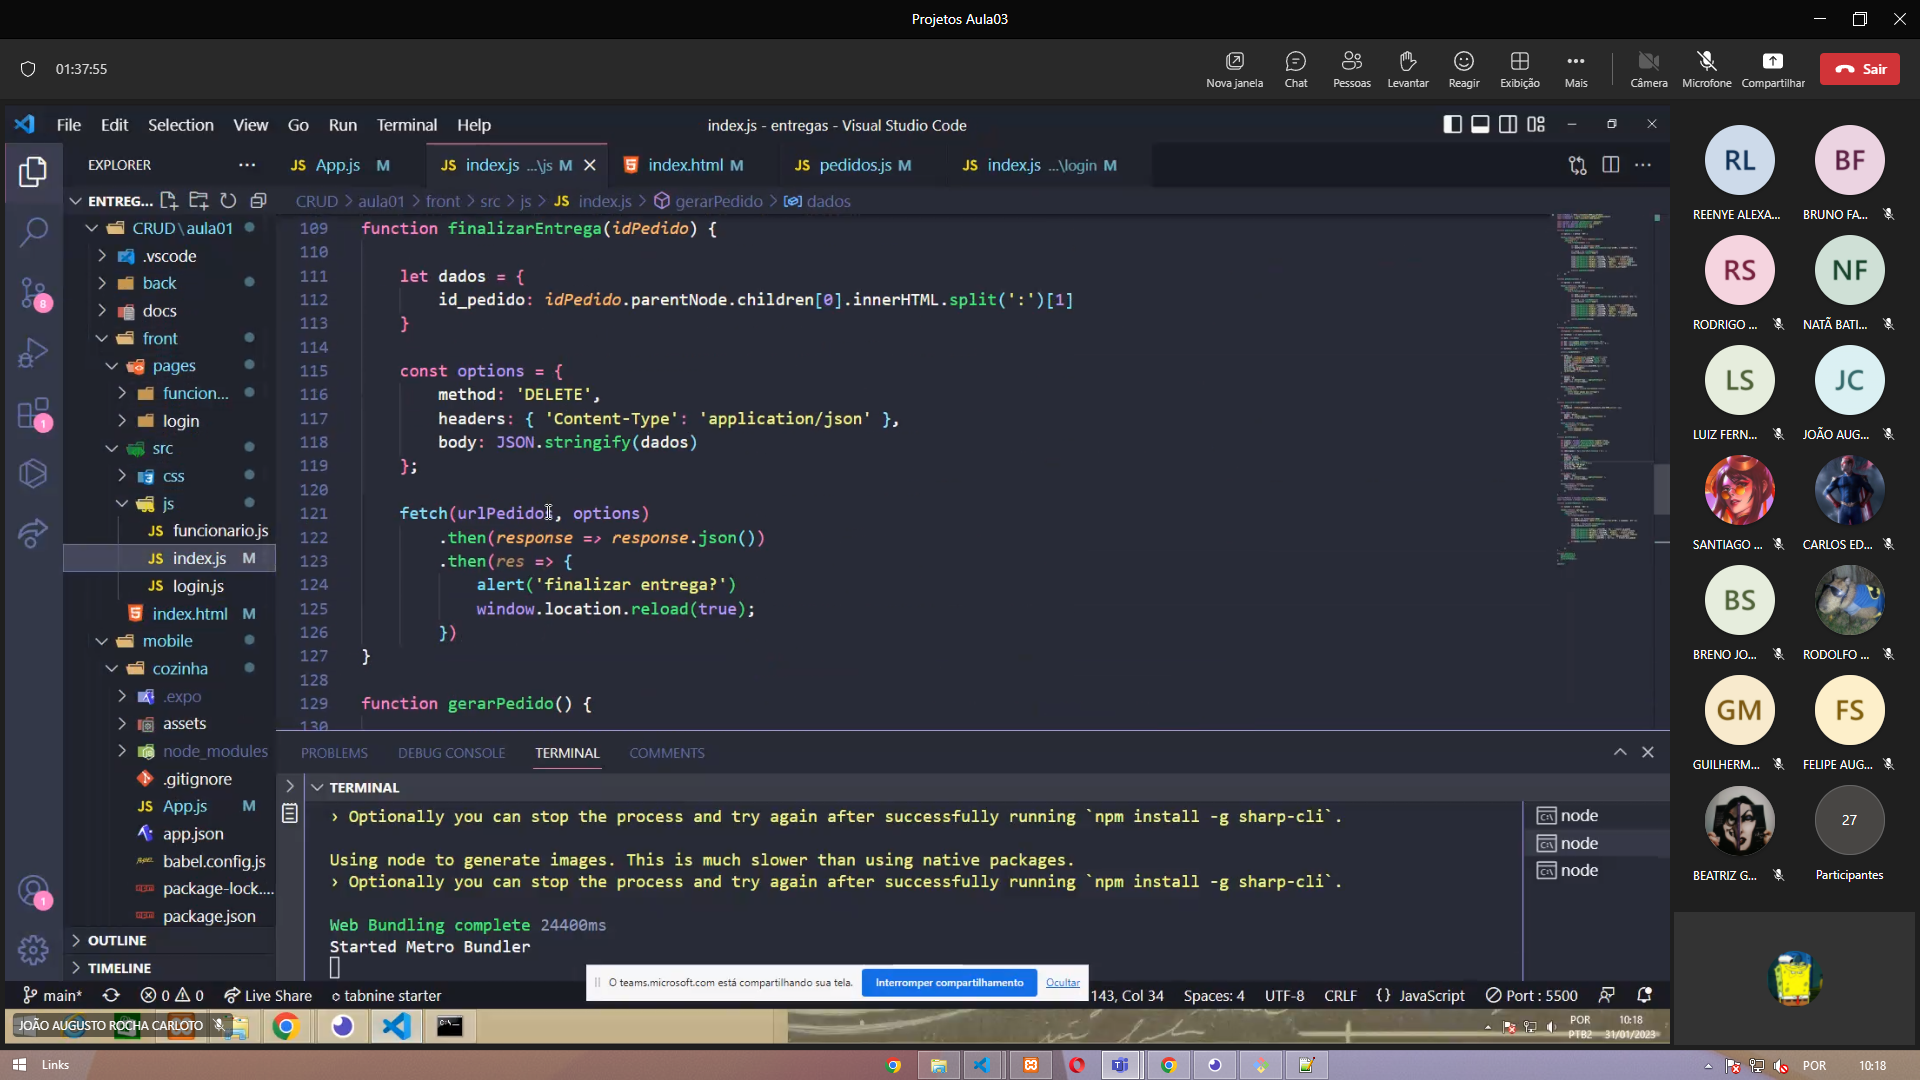 Projetos Aula03
01:37:55
Nova janela
Chat
Pessoas
Levantar
Reagir
Exibição
Mais
Câmera
Microfone
Compartilhar
Sair
File Edit Selection View Go Run Terminal Help
index.js - entregas - Visual Studio Code
EXPLORER
JS App.js M
JS index.js ...\js M
index.html M
JS pedidos.js M
JS index.js ...\login M
ENTREG...
CRUD > aula01 > front > src > js > JS index.js > gerarPedido > dados
CRUD\aula01
.vscode
back
docs
front
pages
funcion...
login
src
css
js
JS funcionario.js
JS index.js M
JS login.js
index.html M
mobile
cozinha
.expo
assets
node_modules
.gitignore
JS App.js M
app.json
babel.config.js
package-lock....
package.json
OUTLINE
TIMELINE
8
1
1
109 function finalizarEntrega(idPedido) {
110
111 let dados = {
112 id_pedido: idPedido.parentNode.children[0].innerHTML.split(':')[1]
113 }
114
115 const options = {
116 method: 'DELETE',
117 headers: { 'Content-Type': 'application/json' },
118 body: JSON.stringify(dados)
119 };
120
121 fetch(urlPedido, options)
122 .then(response => response.json())
123 .then(res => {
124 alert('finalizar entrega?')
125 window.location.reload(true);
126 })
127 }
128
129 function gerarPedido() {
130
PROBLEMS DEBUG CONSOLE TERMINAL COMMENTS
TERMINAL
› Optionally you can stop the process and try again after successfully running `npm install -g sharp-cli`.
Using node to generate images. This is much slower than using native packages.
› Optionally you can stop the process and try again after successfully running `npm install -g sharp-cli`.
Web Bundling complete 24400ms
Started Metro Bundler
node
node
node
O teams.microsoft.com está compartilhando sua tela.
Interromper compartilhamento
Ocultar
main* 0 0 Live Share tabnine starter
143, Col 34 Spaces: 4 UTF-8 CRLF {} JavaScript Port : 5500
JOÃO AUGUSTO ROCHA CARLOTO
POR
PTB2
10:18
31/01/2023
RL
REENYE ALEXA...
BF
BRUNO FA...
RS
RODRIGO ...
NF
NATÃ BATI...
LS
LUIZ FERN...
JC
JOÃO AUG...
SANTIAGO ...
CARLOS ED...
BS
BRENO JO...
RODOLFO ...
GM
GUILHERM...
FS
FELIPE AUG...
BEATRIZ G...
27
Participantes
Links
POR
10:18